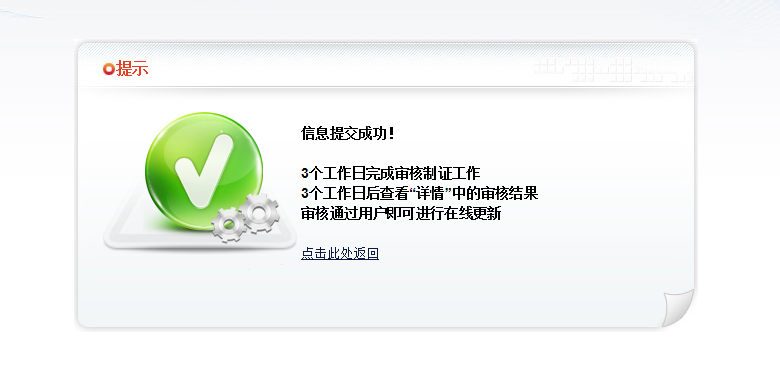 提示
信息提交成功！
3个工作日完成审核制证工作
3个工作日后查看“详情”中的审核结果
审核通过用户即可进行在线更新
点击此处返回